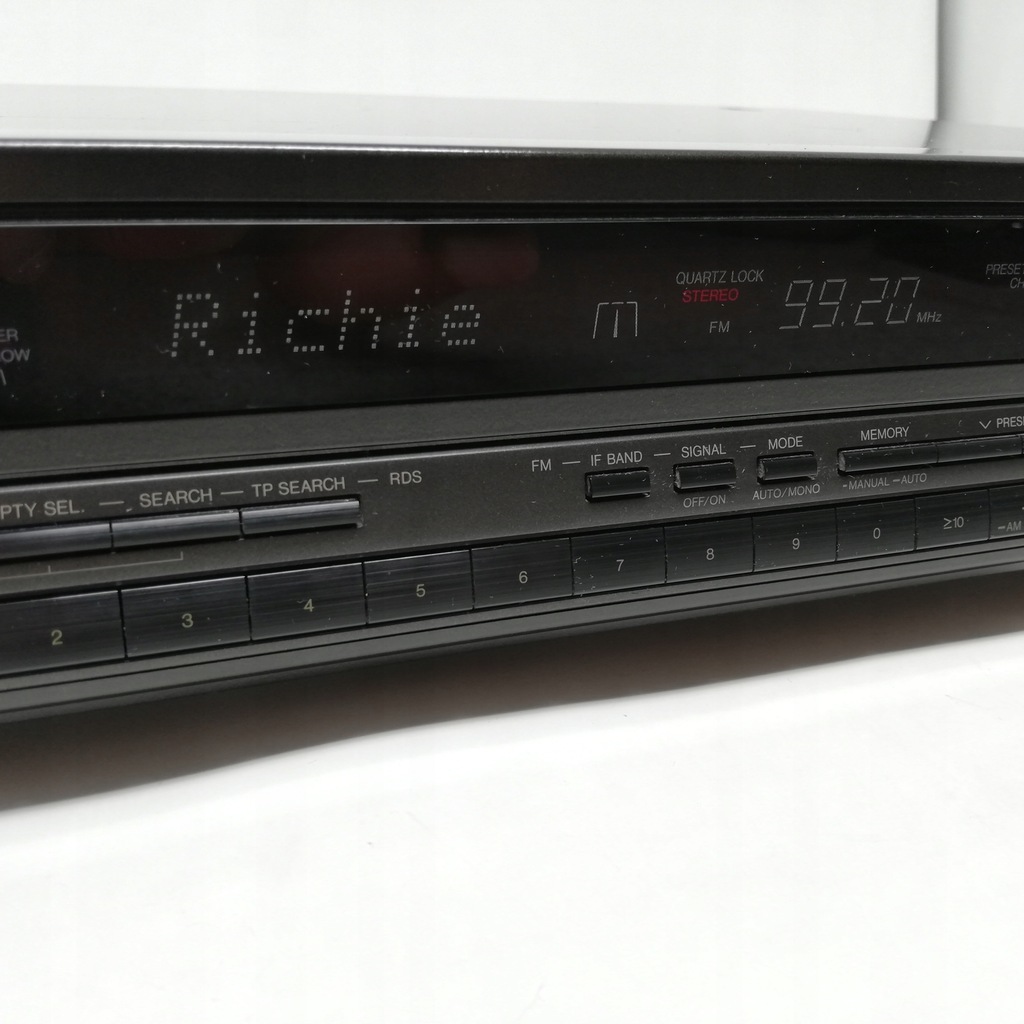 Richie
m
QUARTZ LOCK
STEREO
FM
99.20 MHz
PTY SEL. — SEARCH — TP SEARCH — RDS
FM — IF BAND — SIGNAL — MODE
OFF/ON
AUTO/MONO
MEMORY
-MANUAL -AUTO
2 3 4 5 6 7 8 9 0 ≥10
-AM